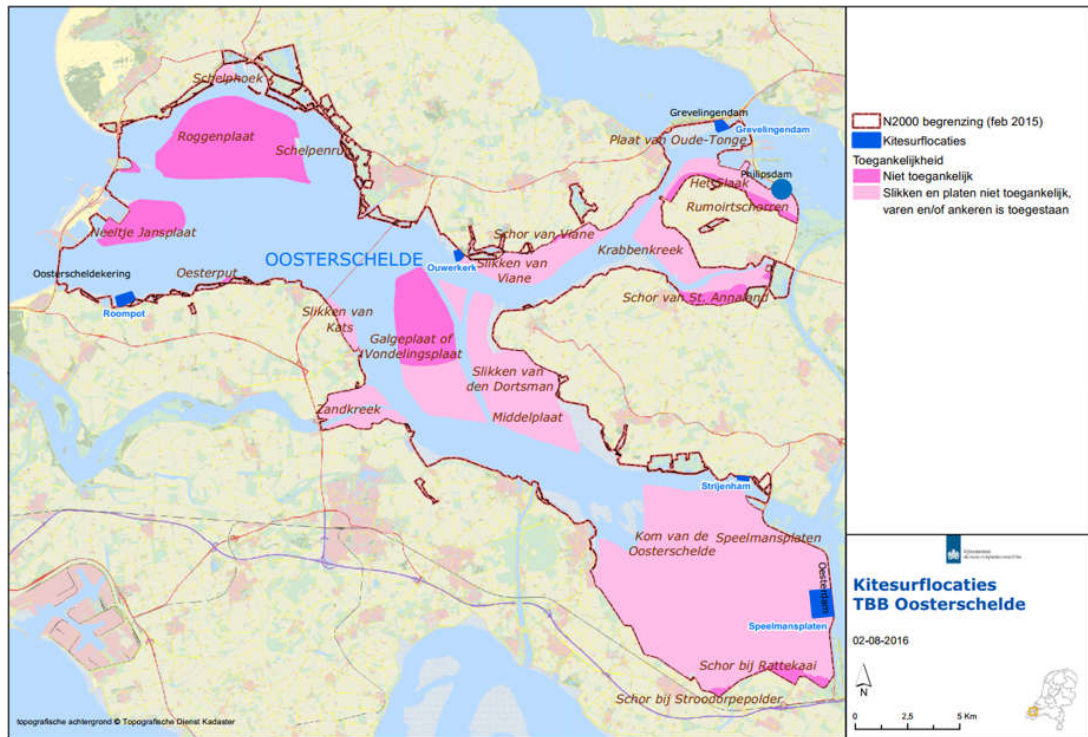 Schelphoek
Roggenplaat
Schelpenrug
Grevelingendam
Grevelingendam
Plaat van Oude-Tonge
Philipsdam
Het Slaak
Rumoirtschorren
Neeltje Jansplaat
Schor van Viane
Krabbenkreek
OOSTERSCHELDE
Ouwerkerk
Slikken van
Viane
Oosterscheldekering
Oesterput
Roompot
Schor van St. Annaland
Slikken van
Kats
Galgeplaat of
Vondelingsplaat
Slikken van
den Dortsman
Zandkreek
Middelplaat
Strijenham
Kom van de
Oosterschelde
Speelmansplaten
Oesterdam
Speelmansplaten
Schor bij Rattekaai
Schor bij Stroodorpepolder
topografische achtergrond © Topografische Dienst Kadaster
N2000 begrenzing (feb 2015)
Kitesurflocaties
Toegankelijkheid
Niet toegankelijk
Slikken en platen niet toegankelijk,
varen en/of ankeren is toegestaan
Kitesurflocaties
TBB Oosterschelde
02-08-2016
N
0 2,5 5 Km